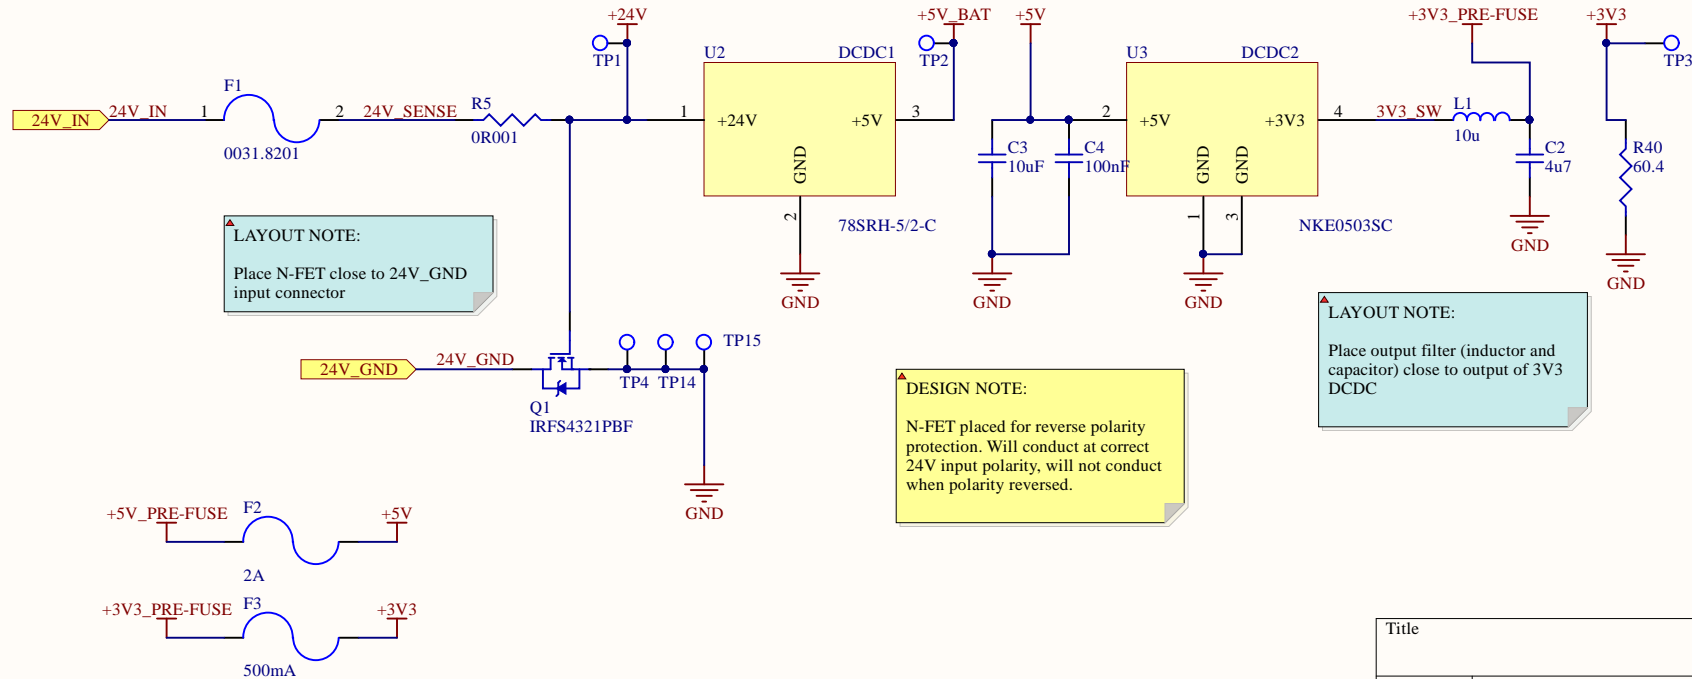 +24V
+5V_BAT
+5V
+3V3_PRE-FUSE
+3V3
TP1
U2
DCDC1
TP2
U3
DCDC2
TP3
F1
24V_IN
24V_IN
1
2
24V_SENSE
R5
0R001
0031.8201
1
+24V
+5V
3
GND
2
78SRH-5/2-C
GND
C3
10uF
C4
100nF
GND
2
+5V
+3V3
4
GND
GND
1
3
NKE0503SC
GND
3V3_SW
L1
10u
C2
4u7
GND
R40
60.4
GND
LAYOUT NOTE:
Place N-FET close to 24V_GND
input connector
LAYOUT NOTE:
Place output filter (inductor and
capacitor) close to output of 3V3
DCDC
24V_GND
24V_GND
Q1
IRFS4321PBF
TP4
TP14
TP15
GND
DESIGN NOTE:
N-FET placed for reverse polarity
protection. Will conduct at correct
24V input polarity, will not conduct
when polarity reversed.
+5V_PRE-FUSE
F2
+5V
2A
+3V3_PRE-FUSE
F3
+3V3
500mA
Title